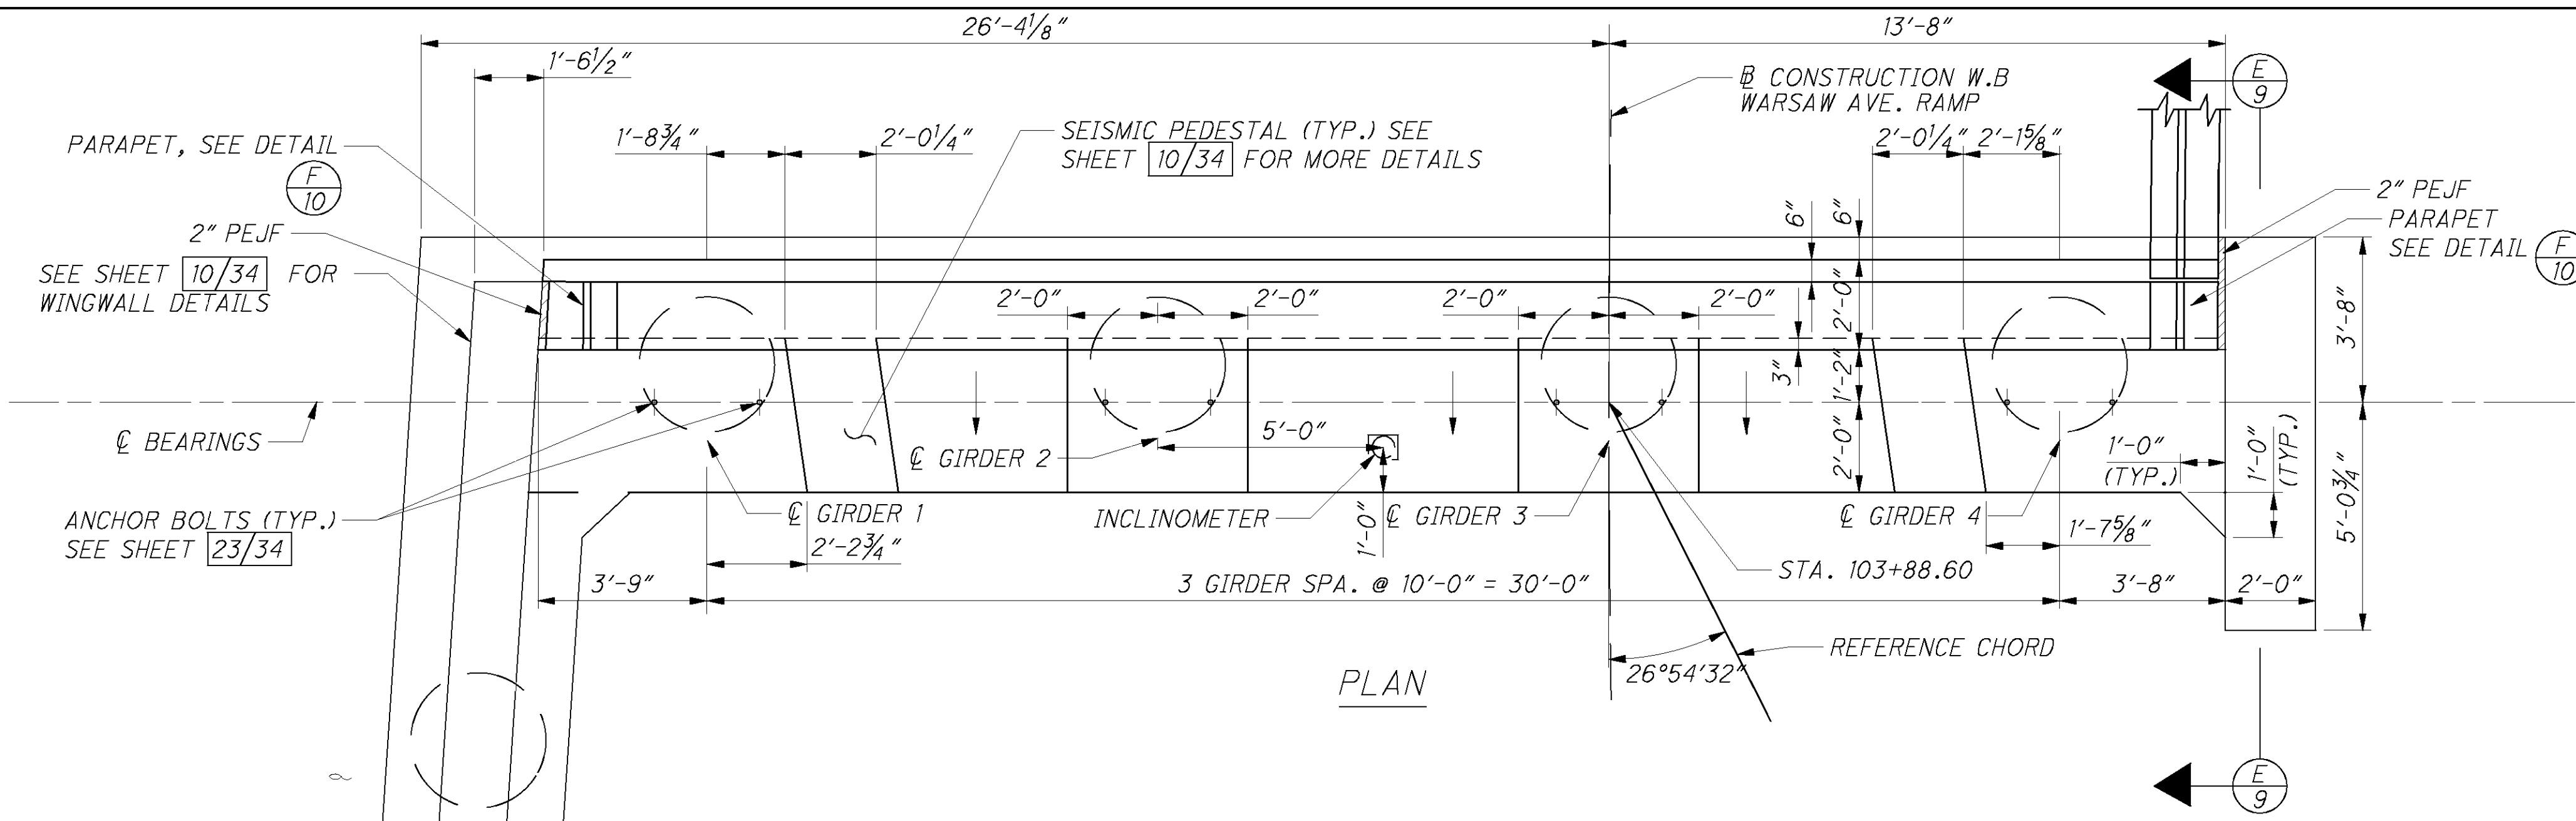 26'-4⅛"
13'-8"
1'-6½"
℄ CONSTRUCTION W.B
WARSAW AVE. RAMP
E
9
PARAPET, SEE DETAIL
F
10
1'-8¾"
2'-0¼"
SEISMIC PEDESTAL (TYP.) SEE
SHEET 10/34 FOR MORE DETAILS
2'-0¼"
2'-1⅝"
2" PEJF
SEE SHEET 10/34 FOR
WINGWALL DETAILS
6"
6"
2" PEJF
PARAPET
SEE DETAIL
F
10
2'-0"
2'-0"
2'-0"
2'-0"
2'-0"
3'-8"
3"
1'-2"
℄ BEARINGS
℄ GIRDER 2
5'-0"
2'-0"
1'-0"
(TYP.)
1'-0"
(TYP.)
ANCHOR BOLTS (TYP.)
SEE SHEET 23/34
℄ GIRDER 1
INCLINOMETER
1'-0"
℄ GIRDER 3
℄ GIRDER 4
5'-0¾"
2'-2¾"
1'-7⅝"
STA. 103+88.60
3'-9"
3 GIRDER SPA. @ 10'-0" = 30'-0"
3'-8"
2'-0"
REFERENCE CHORD
26°54'32"
PLAN
E
9